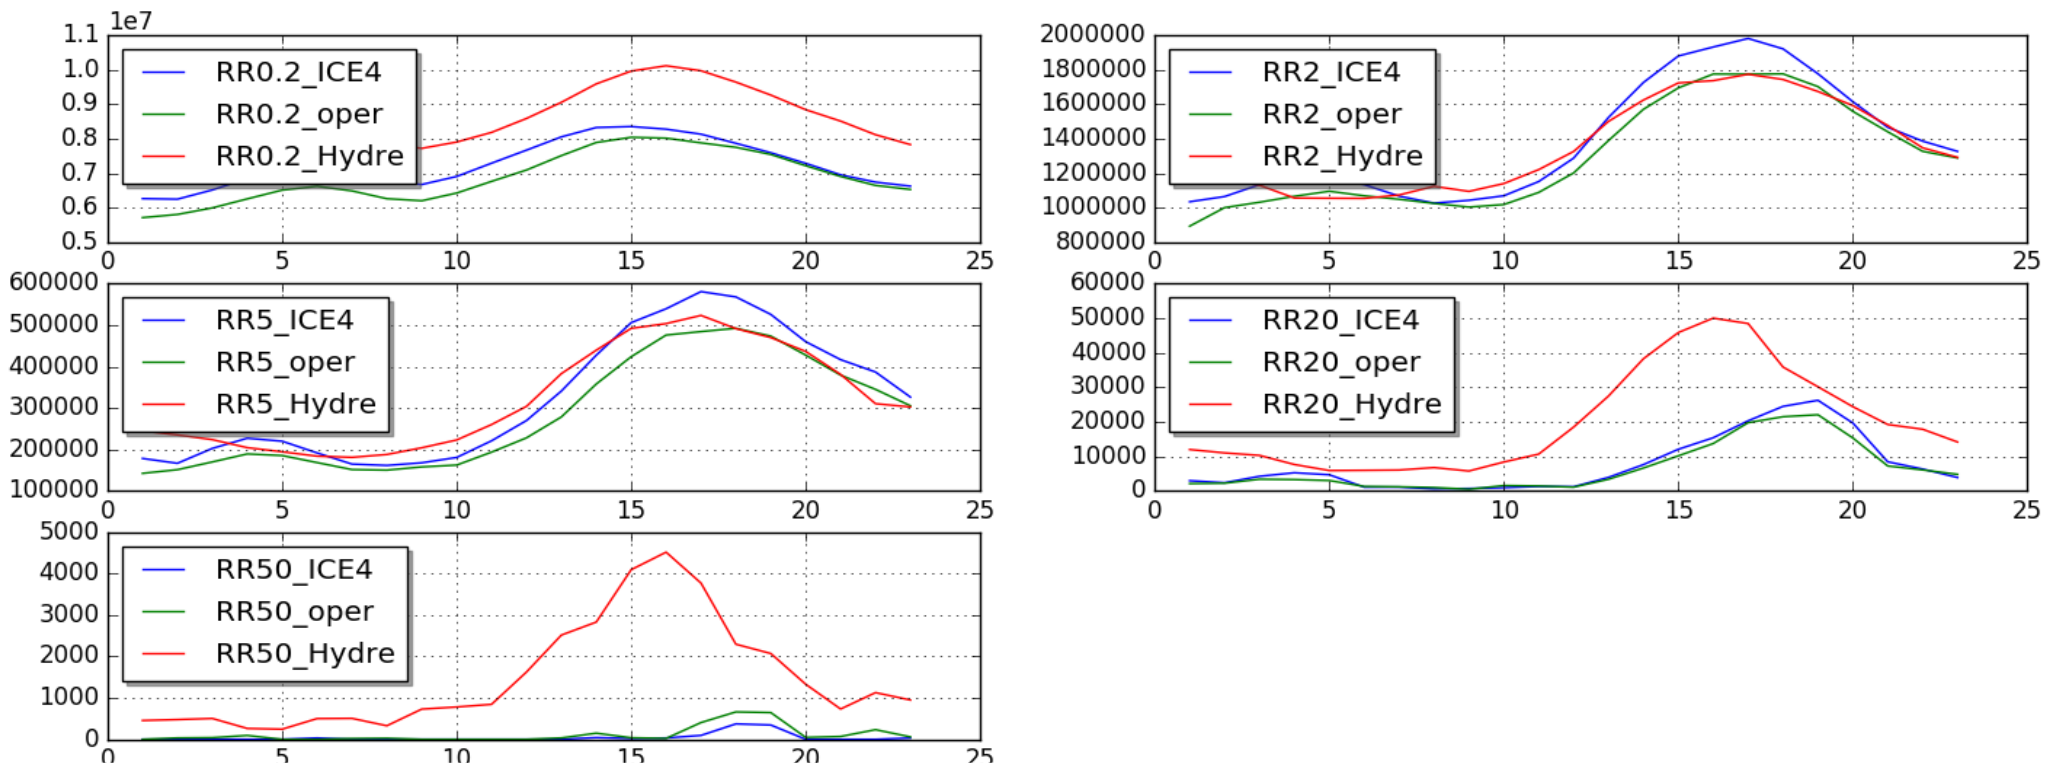 1e7
1.1
1.0
0.9
0.8
0.7
0.6
0.5
RR0.2_ICE4
RR0.2_oper
RR0.2_Hydre
0 5 10 15 20 25
2000000
1800000
1600000
1400000
1200000
1000000
800000
RR2_ICE4
RR2_oper
RR2_Hydre
0 5 10 15 20 25
600000
500000
400000
300000
200000
100000
RR5_ICE4
RR5_oper
RR5_Hydre
0 5 10 15 20 25
60000
50000
40000
30000
20000
10000
0
RR20_ICE4
RR20_oper
RR20_Hydre
0 5 10 15 20 25
5000
4000
3000
2000
1000
0
RR50_ICE4
RR50_oper
RR50_Hydre
0 5 10 15 20 25